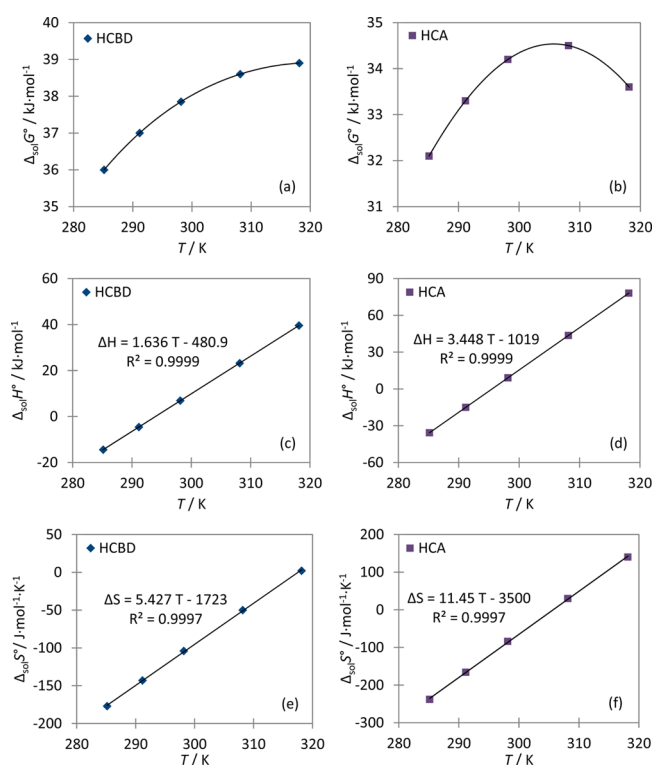 40
39
38
37
36
35
280
290
300
310
320
Δ_sol G° / kJ·mol⁻¹
T / K
HCBD
(a)
35
34
33
32
31
280
290
300
310
320
Δ_sol G° / kJ·mol⁻¹
T / K
HCA
(b)
60
40
20
0
-20
280
290
300
310
320
Δ_sol H° / kJ·mol⁻¹
T / K
HCBD
ΔH = 1.636 T - 480.9
R² = 0.9999
(c)
90
60
30
0
-30
-60
280
290
300
310
320
Δ_sol H° / kJ·mol⁻¹
T / K
HCA
ΔH = 3.448 T - 1019
R² = 0.9999
(d)
50
0
-50
-100
-150
-200
280
290
300
310
320
Δ_sol S° / J·mol⁻¹·K⁻¹
T / K
HCBD
ΔS = 5.427 T - 1723
R² = 0.9997
(e)
200
100
0
-100
-200
-300
280
290
300
310
320
Δ_sol S° / J·mol⁻¹·K⁻¹
T / K
HCA
ΔS = 11.45 T - 3500
R² = 0.9997
(f)